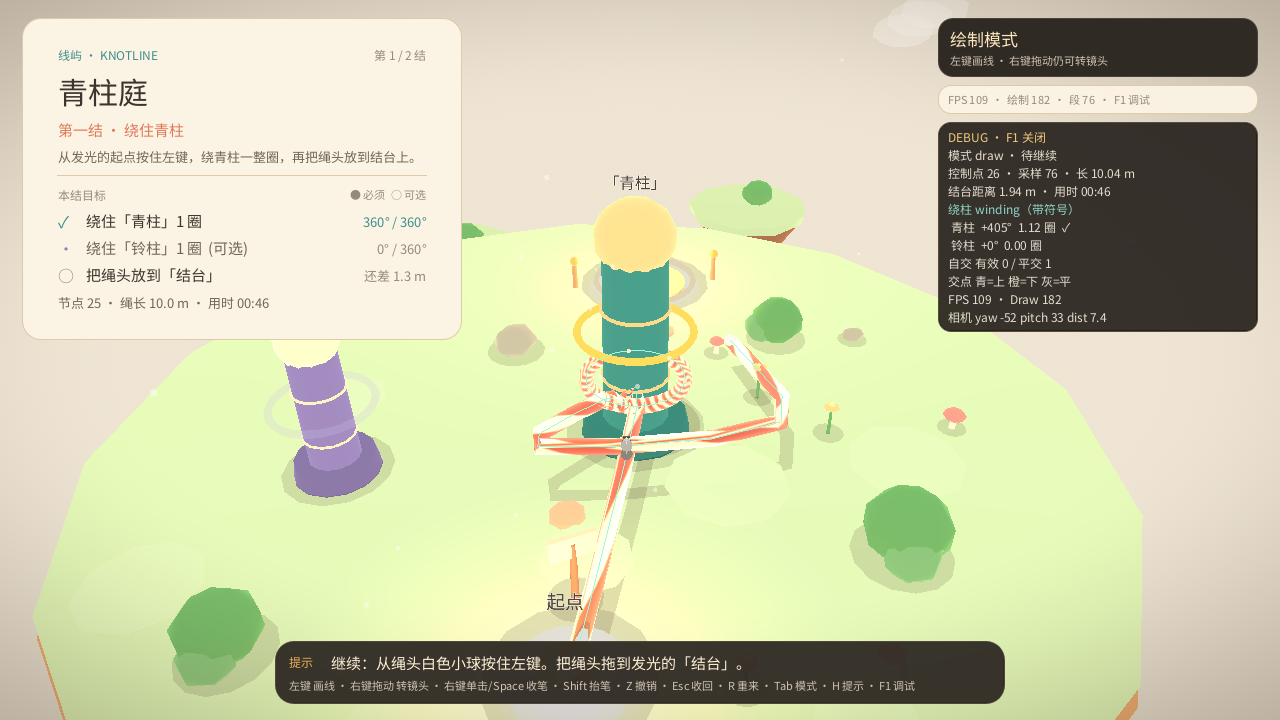 线屿 · KNOTLINE
第 1 / 2 结
青柱庭
第一结 · 绕住青柱
从发光的起点按住左键，绕青柱一整圈，再把绳头放到结台上。
本结目标
●必须 ○可选
✓ 绕住「青柱」1 圈 360° / 360°
• 绕住「铃柱」1 圈 (可选) 0° / 360°
○ 把绳头放到「结台」 还差 1.3 m
节点 25 · 绳长 10.0 m · 用时 00:46
绘制模式
左键画线 · 右键拖动仍可转镜头
FPS 109 · 绘制 182 · 段 76 · F1 调试
DEBUG · F1 关闭
模式 draw · 待继续
控制点 26 · 采样 76 · 长 10.04 m
结台距离 1.94 m · 用时 00:46
绕柱 winding（带符号）
青柱 +405° 1.12 圈 ✓
铃柱 +0° 0.00 圈
自交 有效 0 / 平交 1
交点 青=上 橙=下 灰=平
FPS 109 · Draw 182
相机 yaw -52 pitch 33 dist 7.4
「青柱」
起点
提示 继续：从绳头白色小球按住左键。把绳头拖到发光的「结台」。
左键 画线 · 右键拖动 转镜头 · 右键单击/Space 收笔 · Shift 抬笔 · Z 撤销 · Esc 收回 · R 重来 · Tab 模式 · H 提示 · F1 调试